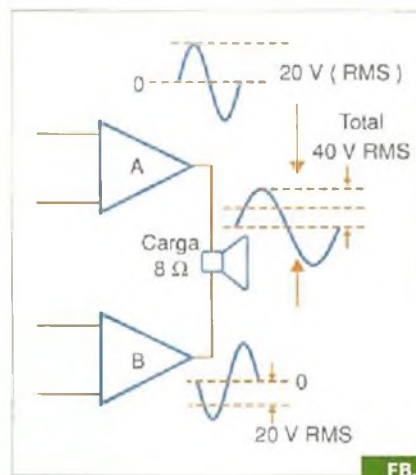 20 V ( RMS )
0
Total
40 V RMS
A
Carga
8 Ω
B
0
20 V RMS